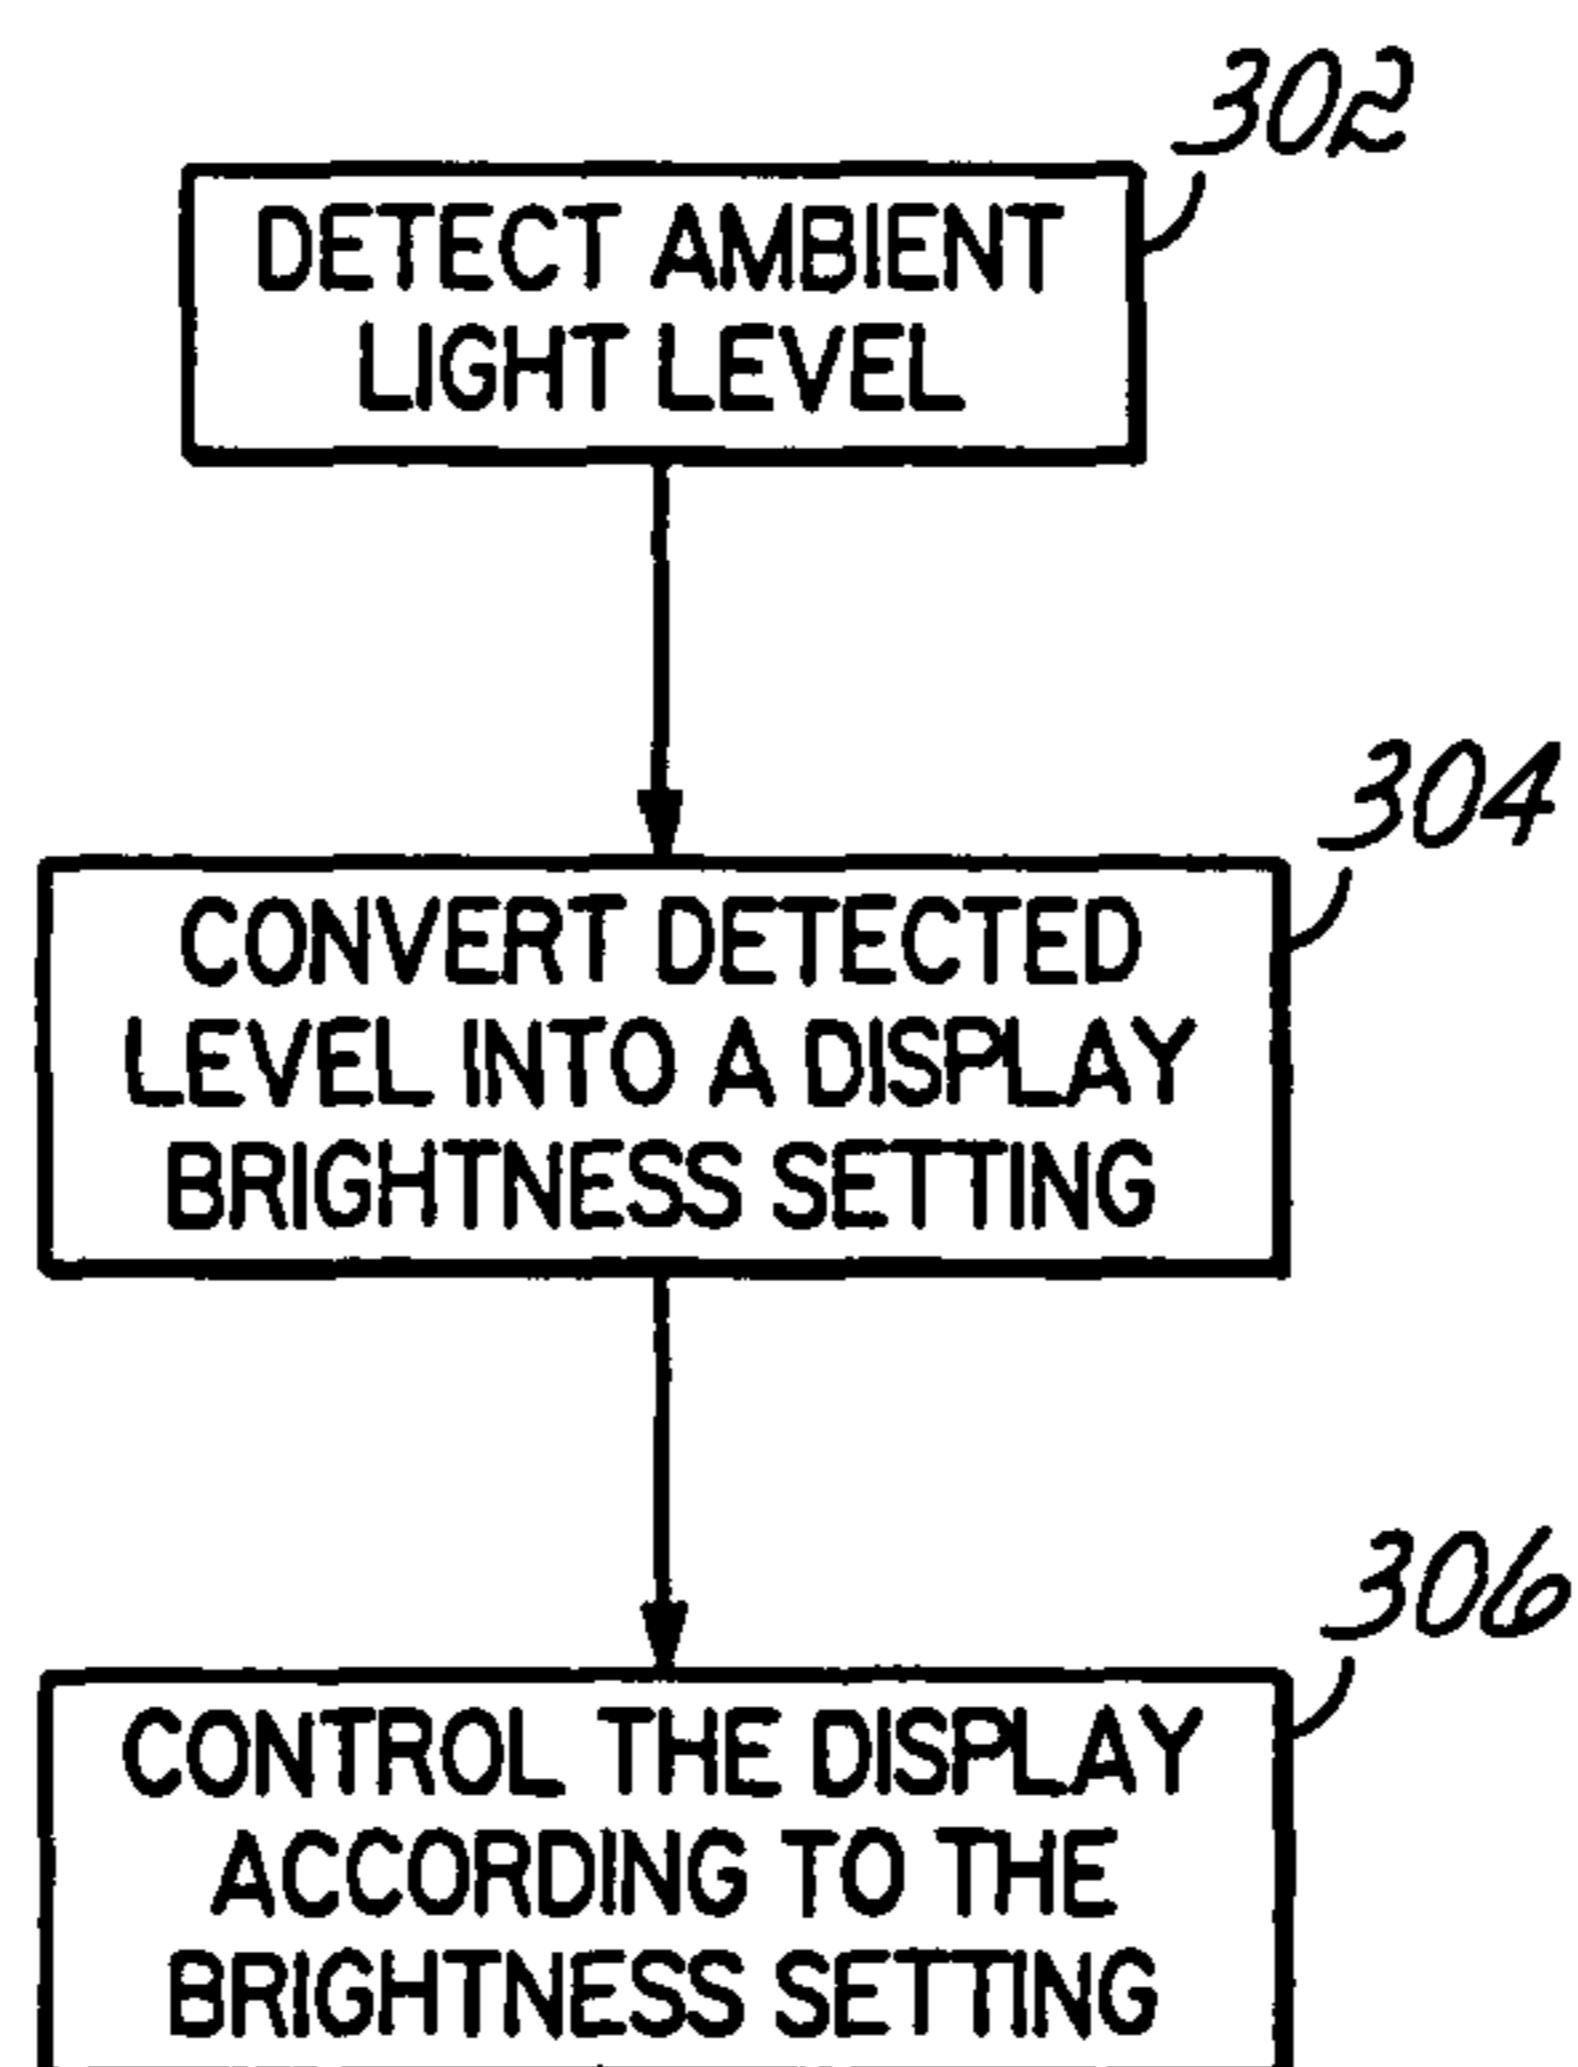 302
DETECT AMBIENT
LIGHT LEVEL
304
CONVERT DETECTED
LEVEL INTO A DISPLAY
BRIGHTNESS SETTING
306
CONTROL THE DISPLAY
ACCORDING TO THE
BRIGHTNESS SETTING